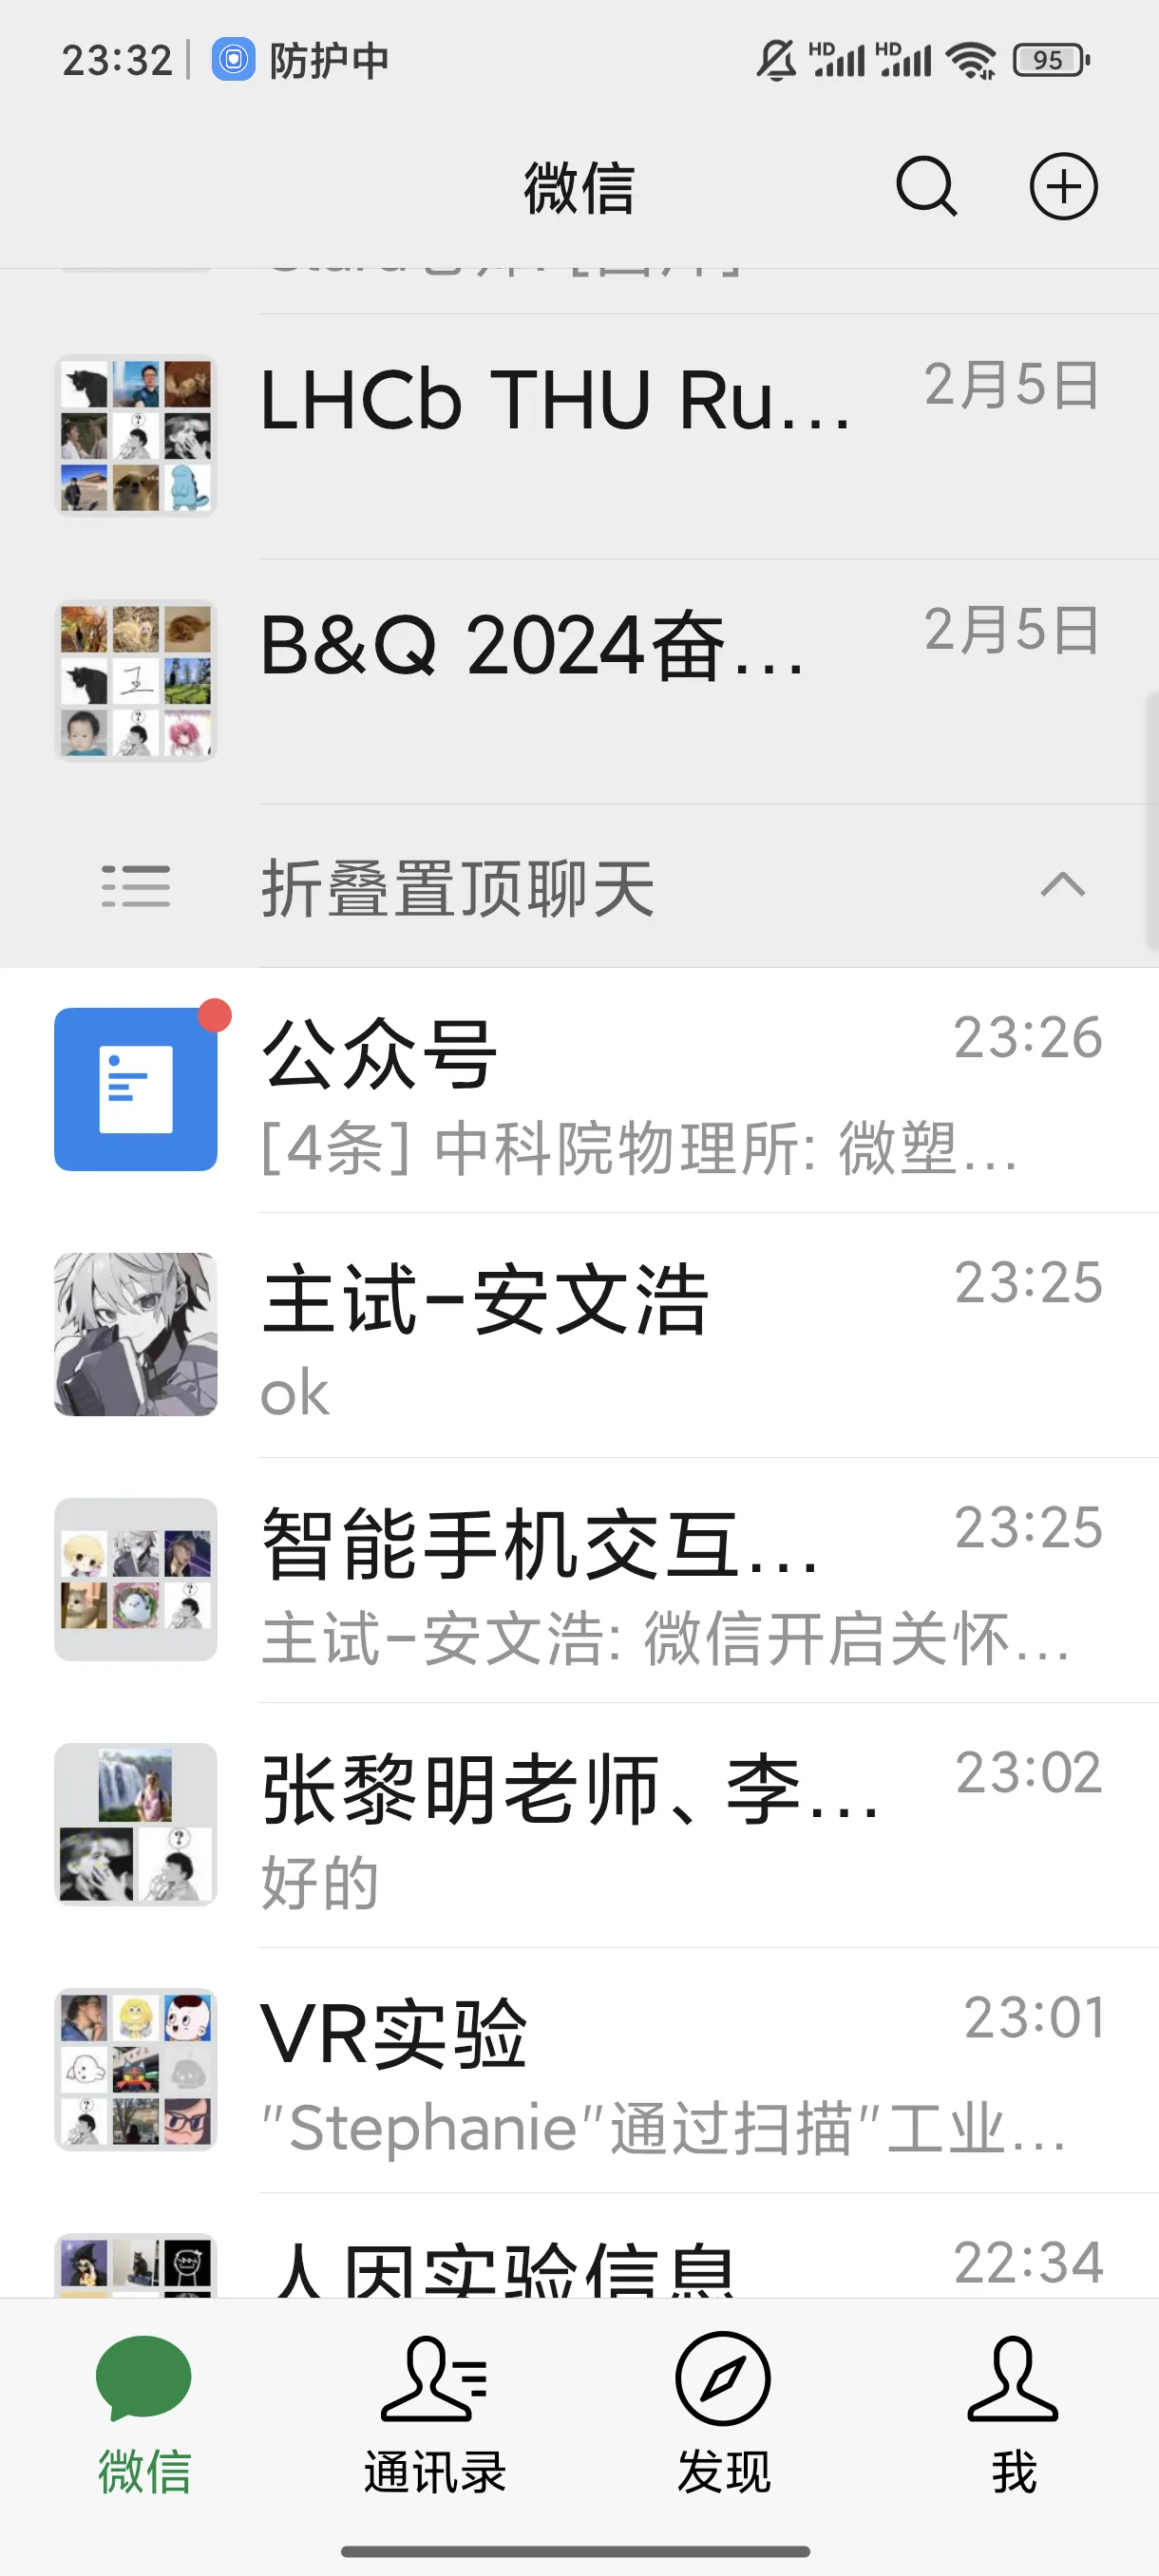 23:32
防护中
HD HD 95
微信
LHCb THU Ru...
2月5日
B&Q 2024奋...
2月5日
折叠置顶聊天
公众号
23:26
[4条] 中科院物理所: 微塑...
主试-安文浩
23:25
ok
智能手机交互...
23:25
主试-安文浩: 微信开启关怀...
张黎明老师、李...
23:02
好的
VR实验
23:01
"Stephanie"通过扫描"工业...
人因实验信息
22:34
微信
通讯录
发现
我